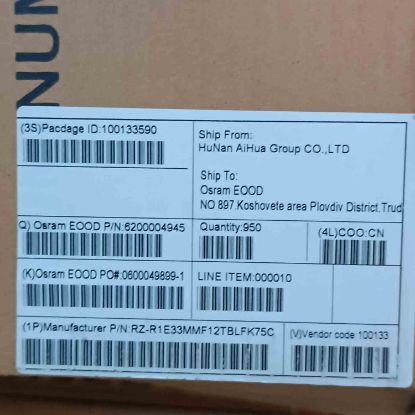 NUM
(3S)Pacdage ID:100133590
Ship From:
HuNan AiHua Group CO.,LTD
Ship To:
Osram EOOD
NO 897.Koshovete area Plovdiv District.Trud
Q) Osram EOOD P/N:6200004945
Quantity:950
(4L)COO:CN
(K)Osram EOOD PO#:0600049899-1
LINE ITEM:000010
(1P)Manufacturer P/N:RZ-R1E33MMF12TBLFK75C
(V)Vendor code 100133